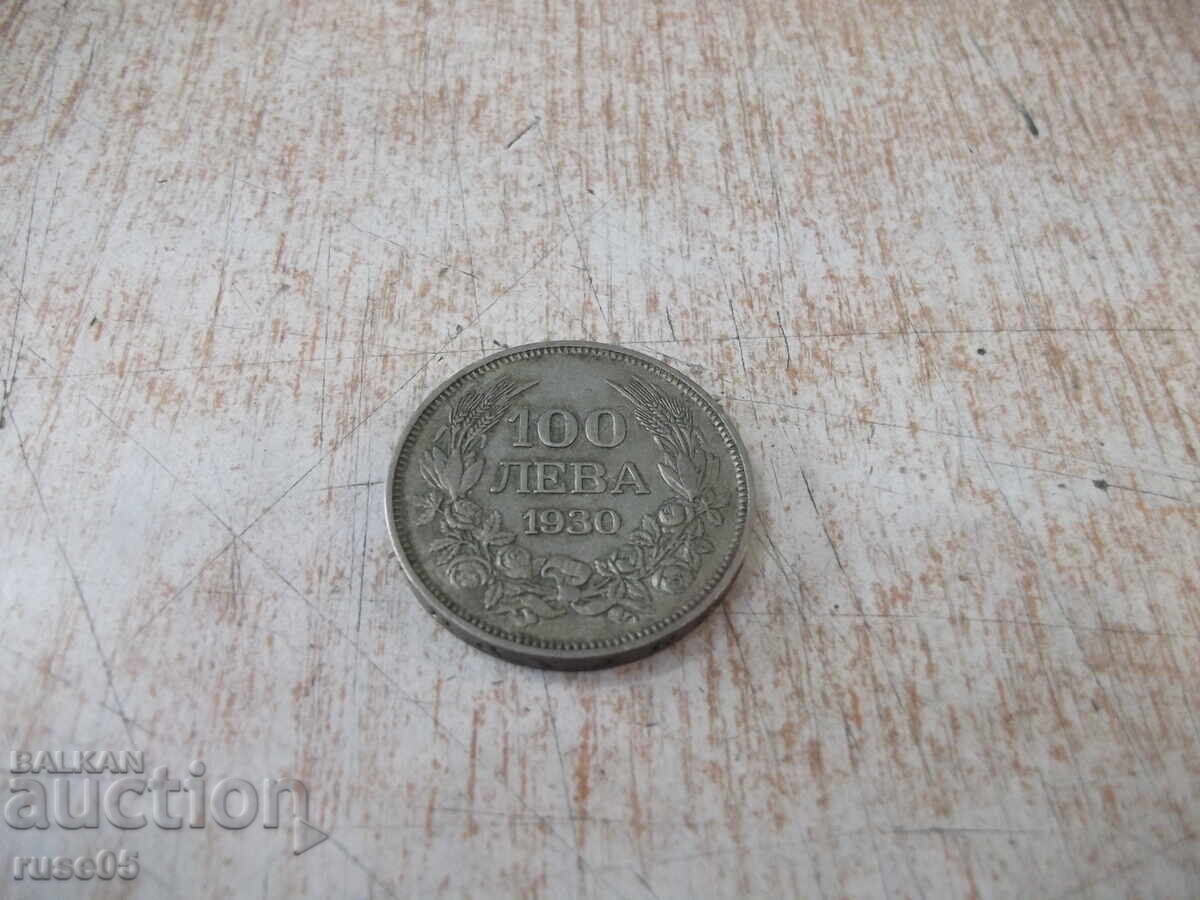 100
ЛЕВА
1930
BALKAN
auction
ruse05